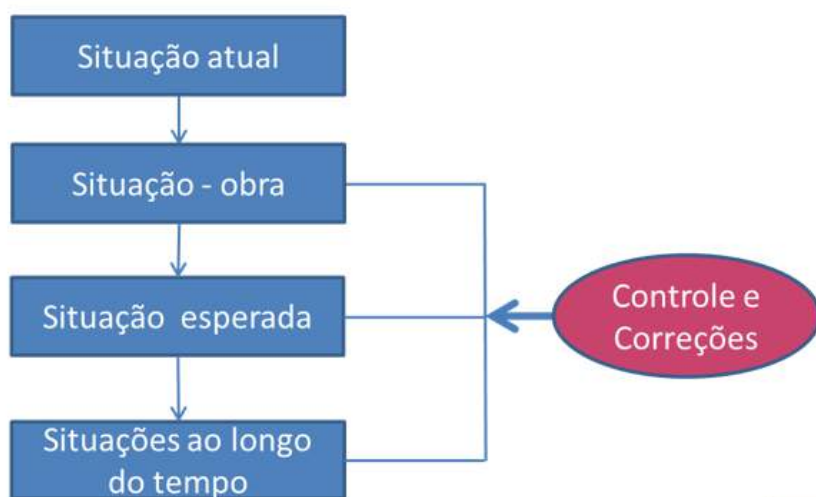 Situação atual
Situação - obra
Situação esperada
Situações ao longo
do tempo
Controle e
Correções